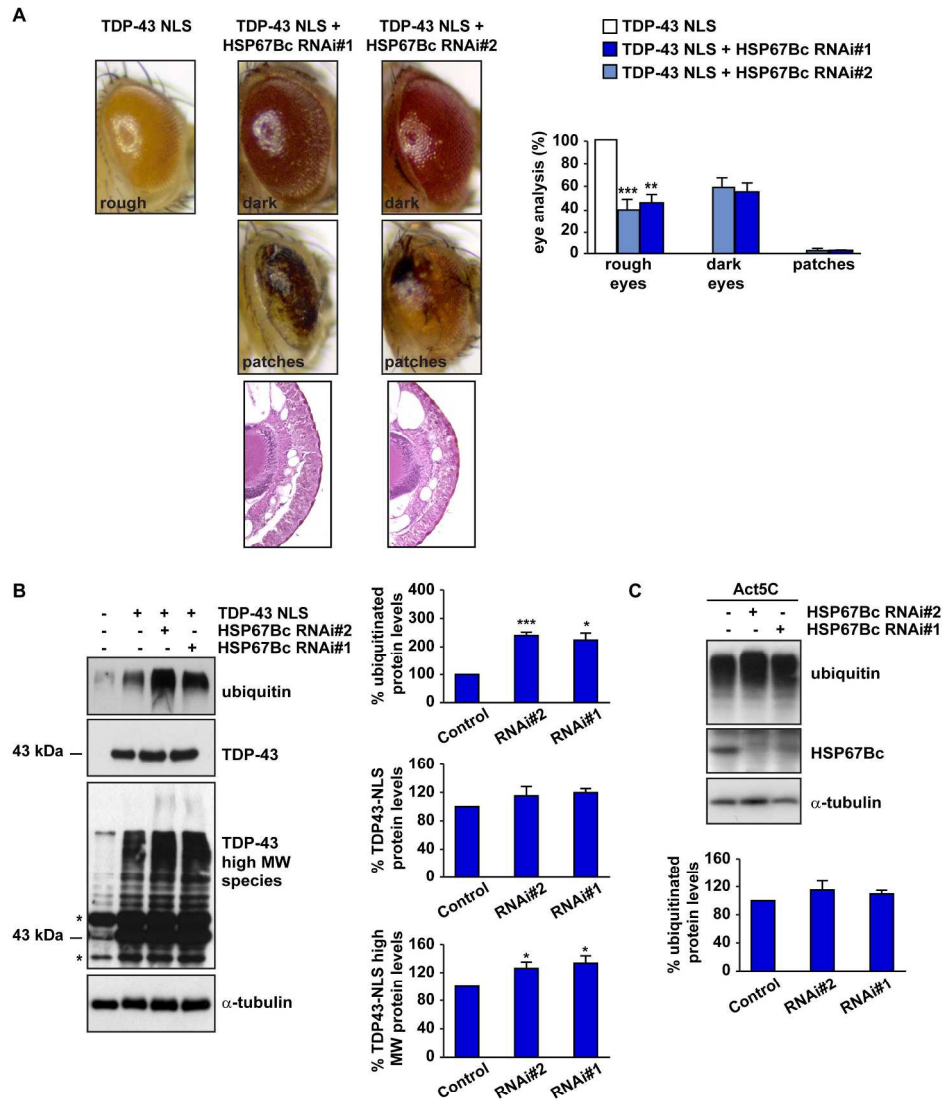 A
TDP-43 NLS
TDP-43 NLS +
HSP67Bc RNAi#1
TDP-43 NLS +
HSP67Bc RNAi#2
rough
dark
dark
patches
patches
TDP-43 NLS
TDP-43 NLS + HSP67Bc RNAi#1
TDP-43 NLS + HSP67Bc RNAi#2
eye analysis (%)
100
80
60
40
20
0
***
**
rough
eyes
dark
eyes
patches
B
- + + + TDP-43 NLS
- - + - HSP67Bc RNAi#2
- - - + HSP67Bc RNAi#1
ubiquitin
43 kDa
TDP-43
TDP-43
high MW
species
*
43 kDa
*
α-tubulin
% ubiquitinated
protein levels
400
300
200
100
0
***
*
Control
RNAi#2
RNAi#1
% TDP43-NLS
protein levels
160
120
80
40
0
Control
RNAi#2
RNAi#1
% TDP43-NLS high
MW protein levels
160
120
80
40
0
*
*
Control
RNAi#2
RNAi#1
C
Act5C
- + - HSP67Bc RNAi#2
- - + HSP67Bc RNAi#1
ubiquitin
HSP67Bc
α-tubulin
% ubiquitinated
protein levels
160
120
80
40
0
Control
RNAi#2
RNAi#1